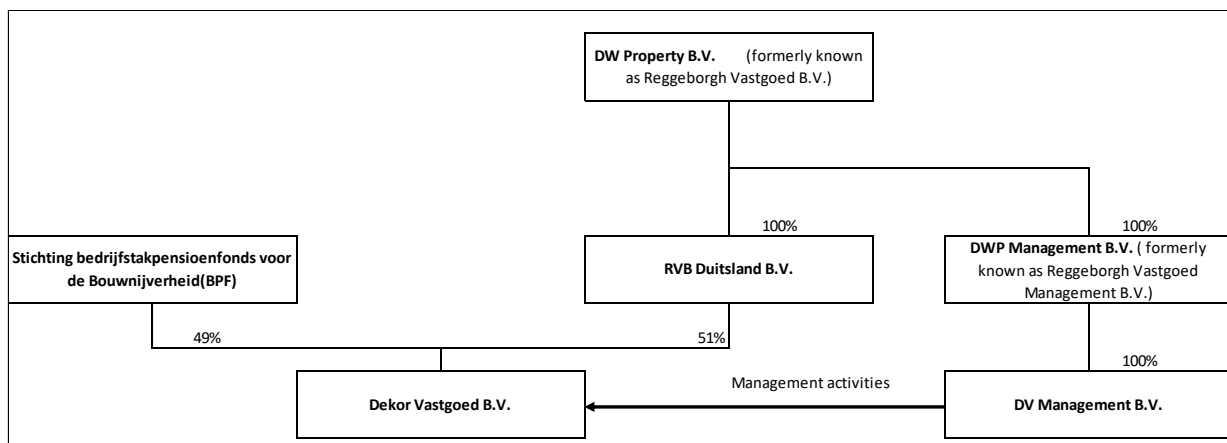 DW Property B.V. (formerly known
as Reggeborgh Vastgoed B.V.)
100%
100%
Stichting bedrijfstakpensioenfonds voor
de Bouwnijverheid(BPF)
RVB Duitsland B.V.
DWP Management B.V. ( formerly
known as Reggeborgh Vastgoed
Management B.V.)
49%
51%
100%
Management activities
Dekor Vastgoed B.V.
DV Management B.V.